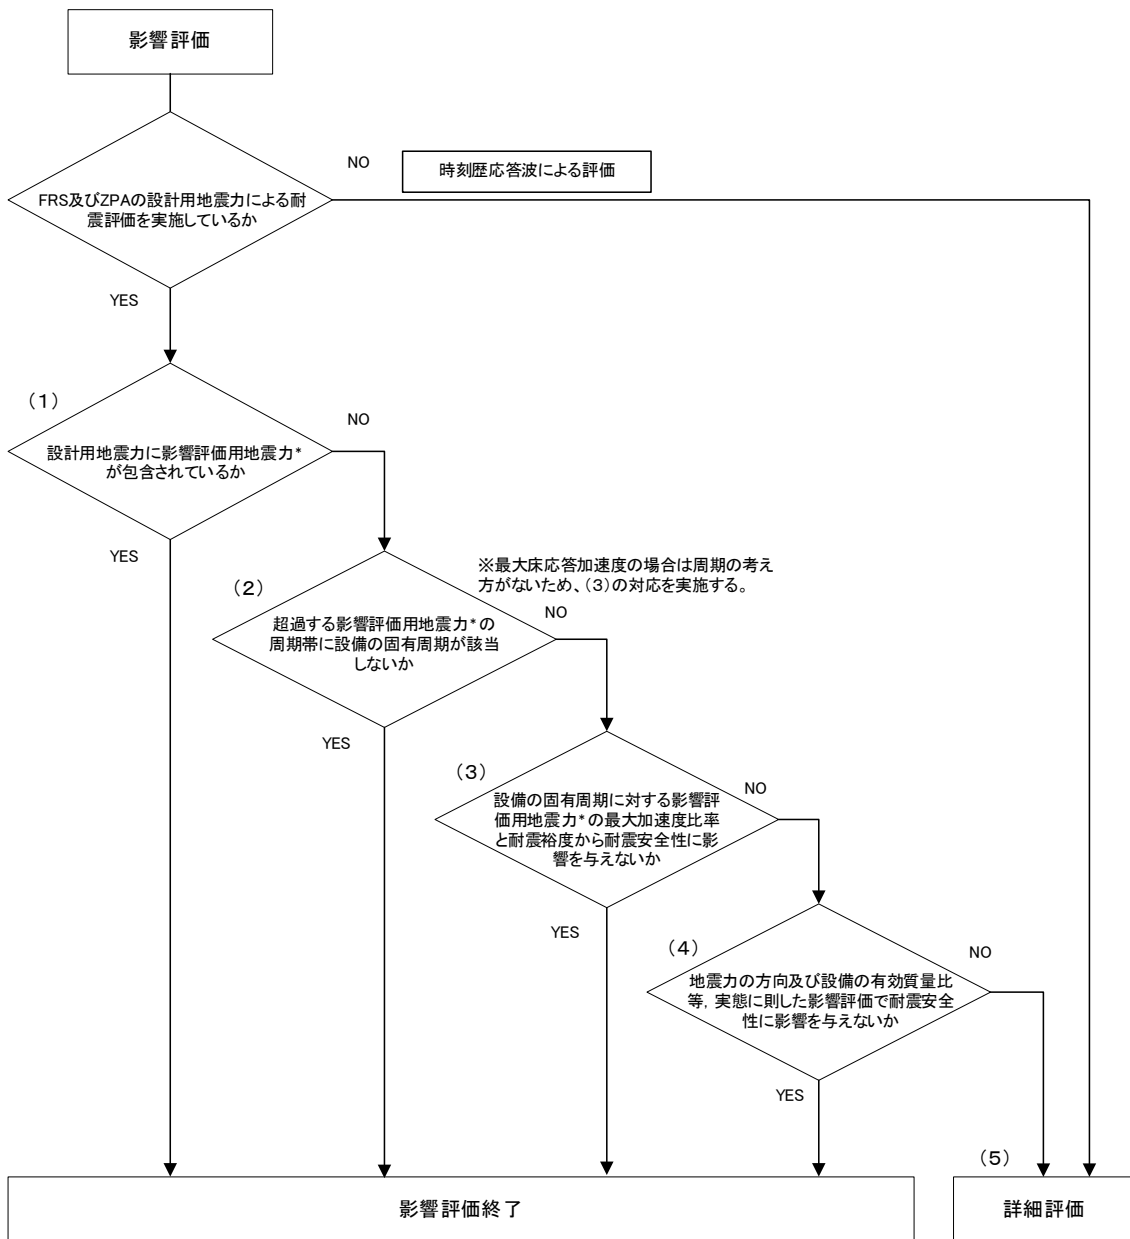 影響評価
NO
時刻歴応答波による評価
FRS及びZPAの設計用地震力による耐
震評価を実施しているか
YES
(1)
NO
設計用地震力に影響評価用地震力*
が包含されているか
YES
※最大床応答加速度の場合は周期の考え
方がないため、(3)の対応を実施する。
(2)
NO
超過する影響評価用地震力*の
周期帯に設備の固有周期が該当
しないか
YES
(3)
NO
設備の固有周期に対する影響評
価用地震力*の最大加速度比率
と耐震裕度から耐震安全性に影
響を与えないか
YES
(4)
NO
地震力の方向及び設備の有効質量比
等,実態に則した影響評価で耐震安全
性に影響を与えないか
YES
(5)
影響評価終了
詳細評価